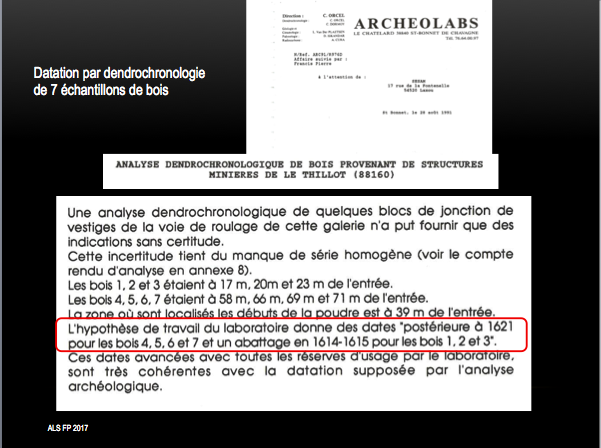 Datation par dendrochronologie
de 7 échantillons de bois
Direction : C. ORCEL
ARCHEOLABS
LE CHATELARD 38840 ST-BONNET DE CHAVAGNE
Affaire suivie par :
Francis Pierre
à l'attention de :
17 rue de la Fontenelle
St Bonnet, le 20 août 1991
ANALYSE DENDROCHRONOLOGIQUE DE BOIS PROVENANT DE STRUCTURES
MINIERES DE LE THILLOT (88160)
Une analyse dendrochronologique de quelques blocs de jonction de
vestiges de la voie de roulage de cette galerie n'a put fournir que des
indications sans certitude.
Cette incertitude tient du manque de série homogène (voir le compte
rendu d'analyse en annexe 8).
Les bois 1, 2 et 3 étaient à 17 m, 20m et 23 m de l'entrée.
Les bois 4, 5, 6, 7 étaient à 58 m, 66 m, 69 m et 71 m de l'entrée.
La zone où sont localisés les débuts de la poudre est à 39 m de l'entrée.
L'hypothèse de travail du laboratoire donne des dates "postérieure à 1621
pour les bois 4, 5, 6 et 7 et un abattage en 1614-1615 pour les bois 1, 2 et 3".
Ces dates avancées avec toutes les réserves d'usage par le laboratoire,
sont très cohérentes avec la datation supposée par l'analyse
archéologique.
ALS FP 2017